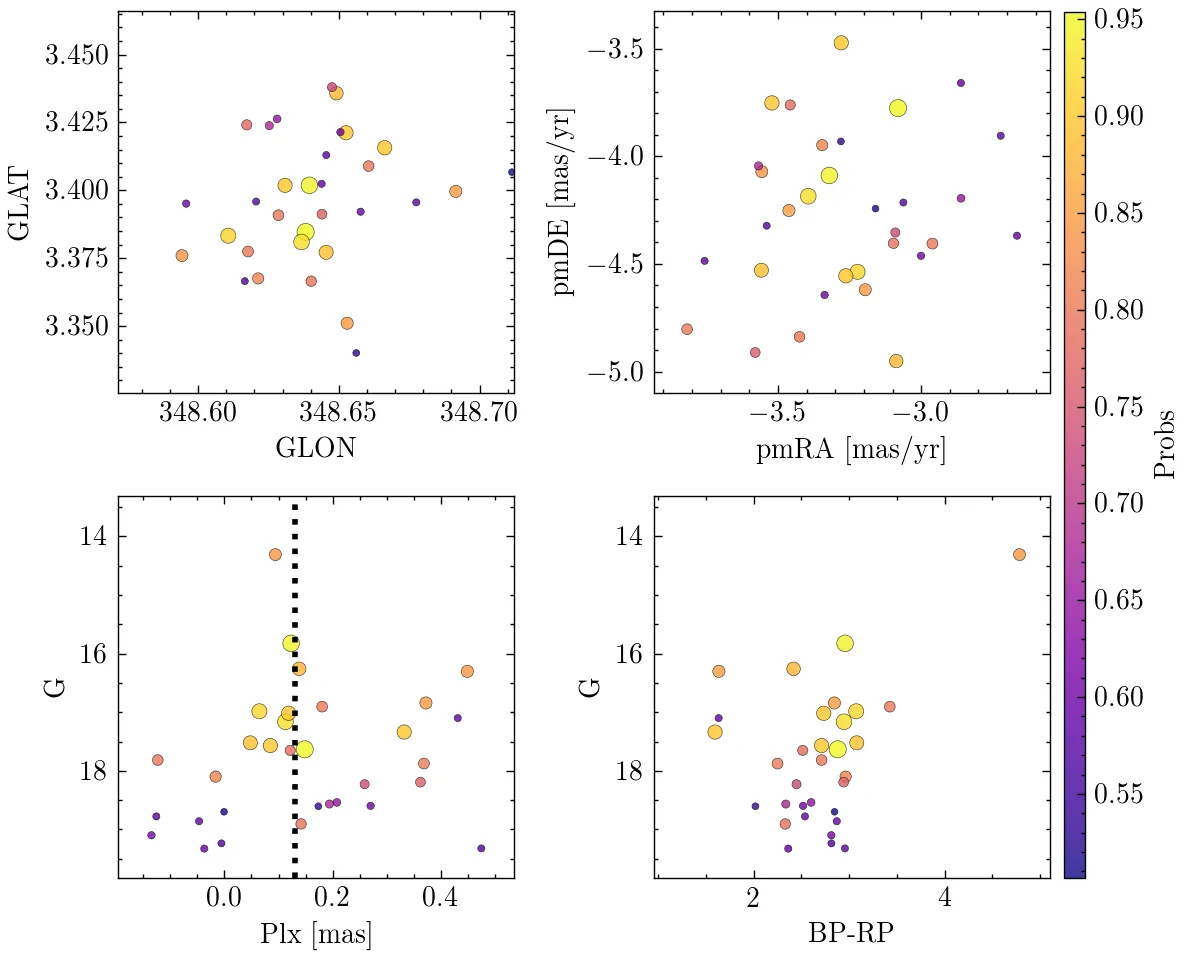 3.450
3.425
3.400
3.375
3.350
GLAT
348.60 348.65 348.70
GLON
−3.5
−4.0
−4.5
−5.0
pmDE [mas/yr]
−3.5 −3.0
pmRA [mas/yr]
0.95
0.90
0.85
0.80
0.75
0.70
0.65
0.60
0.55
Probs
14
16
18
G
0.0 0.2 0.4
Plx [mas]
14
16
18
G
2 4
BP-RP